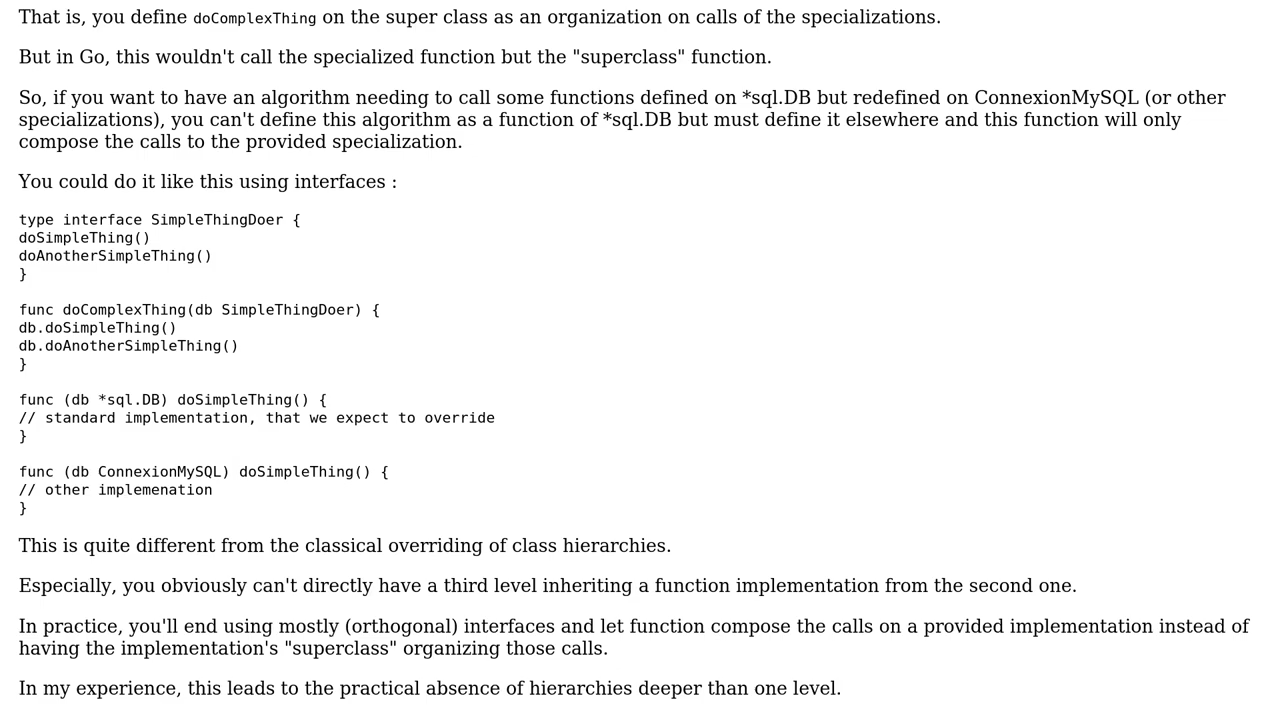 That is, you define doComplexThing on the super class as an organization on calls of the specializations.
But in Go, this wouldn't call the specialized function but the "superclass" function.
So, if you want to have an algorithm needing to call some functions defined on *sql.DB but redefined on ConnexionMySQL (or other
specializations), you can't define this algorithm as a function of *sql.DB but must define it elsewhere and this function will only
compose the calls to the provided specialization.
You could do it like this using interfaces :
type interface SimpleThingDoer {
doSimpleThing()
doAnotherSimpleThing()
}
func doComplexThing(db SimpleThingDoer) {
db.doSimpleThing()
db.doAnotherSimpleThing()
}
func (db *sql.DB) doSimpleThing() {
// standard implementation, that we expect to override
}
func (db ConnexionMySQL) doSimpleThing() {
// other implemenation
}
This is quite different from the classical overriding of class hierarchies.
Especially, you obviously can't directly have a third level inheriting a function implementation from the second one.
In practice, you'll end using mostly (orthogonal) interfaces and let function compose the calls on a provided implementation instead of
having the implementation's "superclass" organizing those calls.
In my experience, this leads to the practical absence of hierarchies deeper than one level.